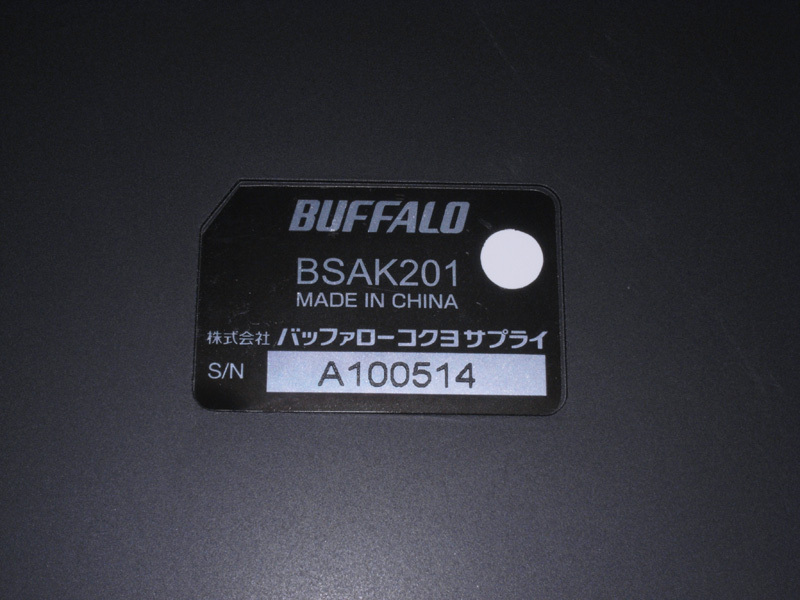 BUFFALO
BSAK201
MADE IN CHINA
株式会社 バッファローコクヨサプライ
S/N A100514